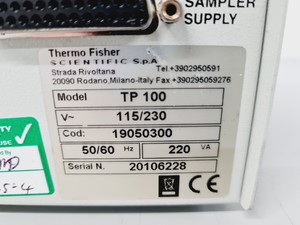 SAMPLER
SUPPLY
Thermo Fisher
SCIENTIFIC S.p.A
Strada Rivoltana Tel.+3902950591
20090 Rodano,Milano-Italy Fax +390295059276
Model TP 100
V~ 115/230
Cod: 19050300
50/60 Hz 220 VA
Serial N. 20106228
CE